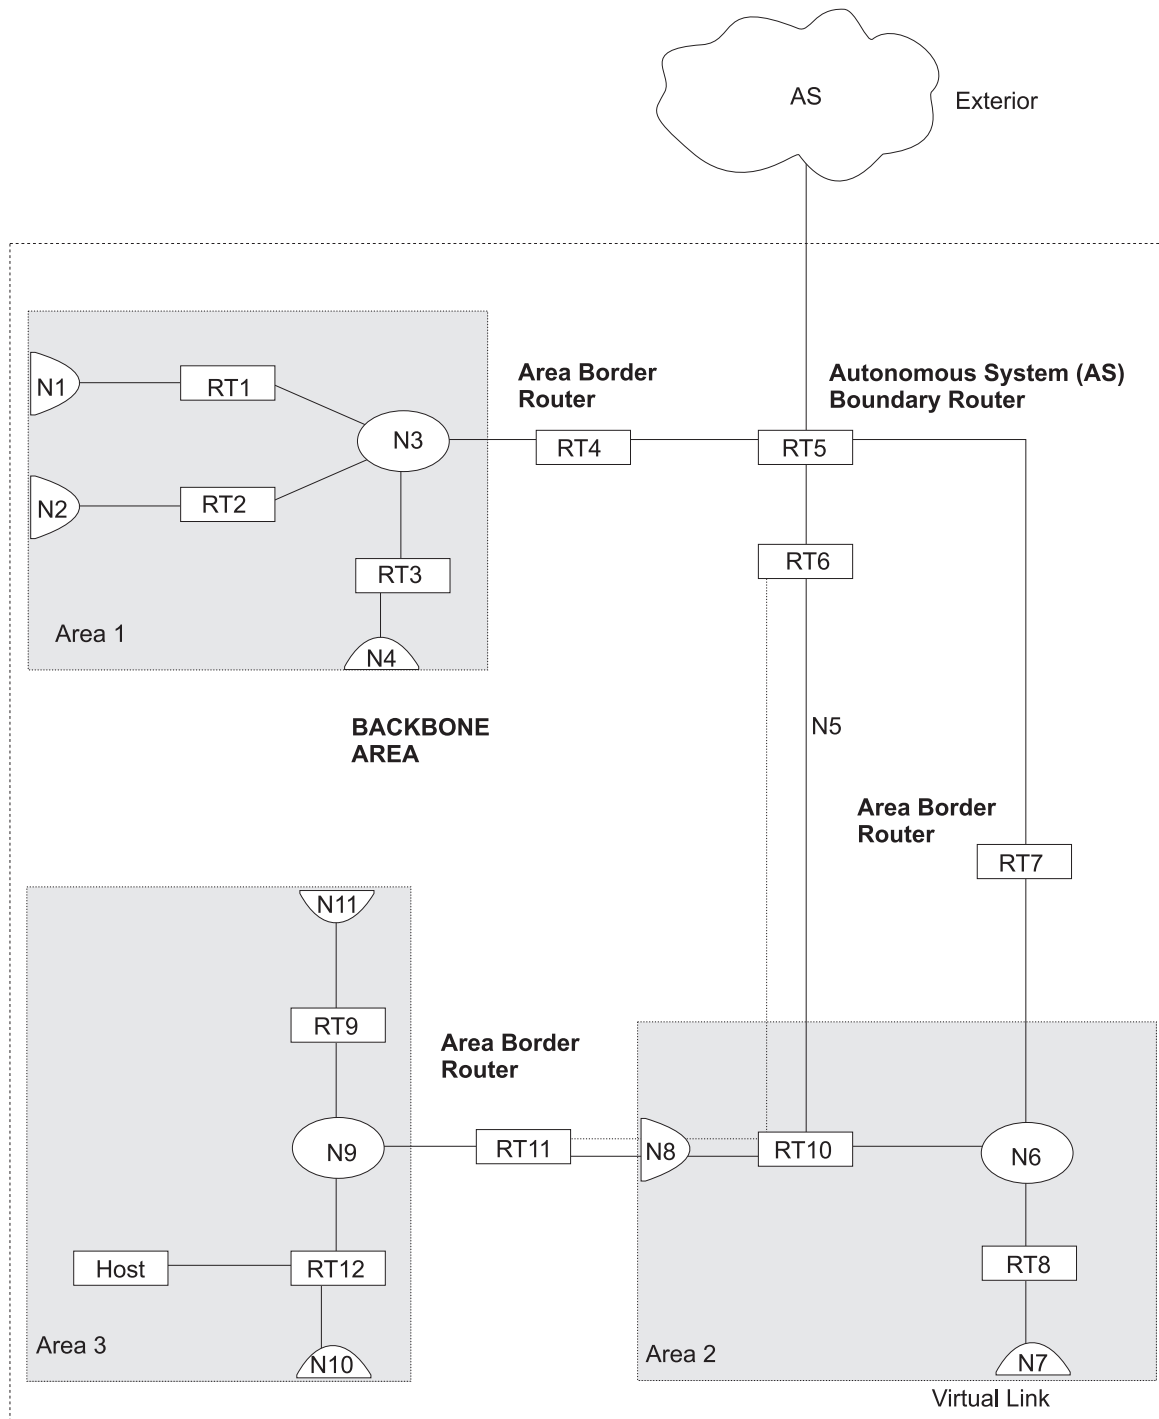 AS
Exterior
Area Border
Router
Autonomous System (AS)
Boundary Router
N1
RT1
N3
RT4
RT5
N2
RT2
RT6
RT3
Area 1
N4
BACKBONE
AREA
N5
Area Border
Router
RT7
N11
RT9
Area Border
Router
N9
RT11
N8
RT10
N6
Host
RT12
RT8
Area 3
N10
Area 2
N7
Virtual Link